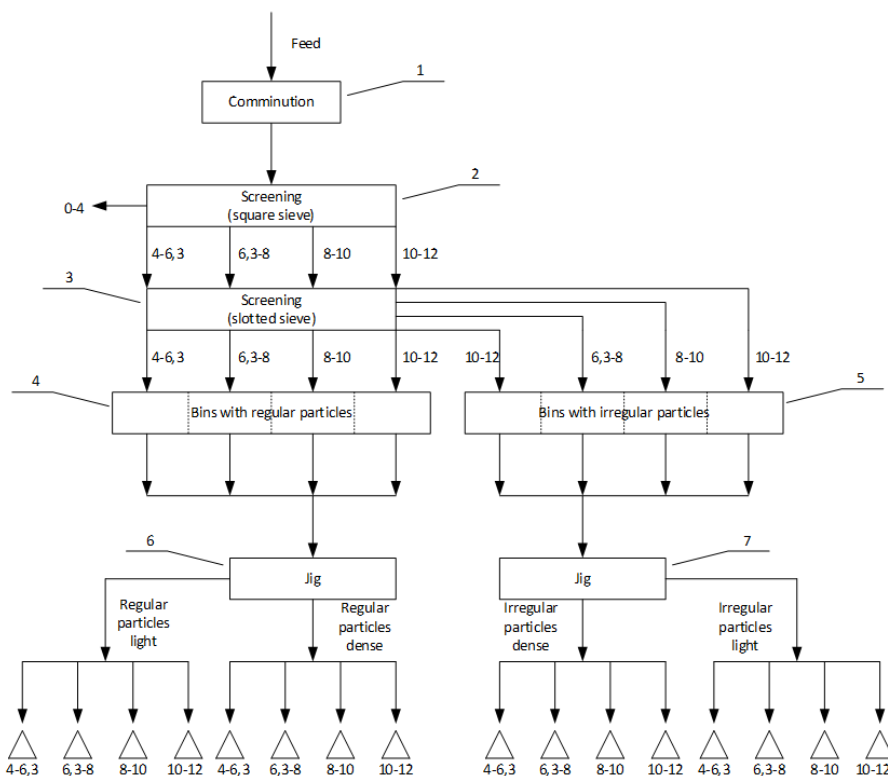 Feed
1
Comminution
2
Screening
(square sieve)
0-4
4-6,3
6,3-8
8-10
10-12
3
Screening
(slotted sieve)
4-6,3
6,3-8
8-10
10-12
10-12
6,3-8
8-10
10-12
4
Bins with regular particles
Bins with irregular particles
5
6
Jig
7
Jig
Regular
particles
light
Regular
particles
dense
Irregular
particles
dense
Irregular
particles
light
4-6,3
6,3-8
8-10
10-12
4-6,3
6,3-8
8-10
10-12
4-6,3
6,3-8
8-10
10-12
4-6,3
6,3-8
8-10
10-12